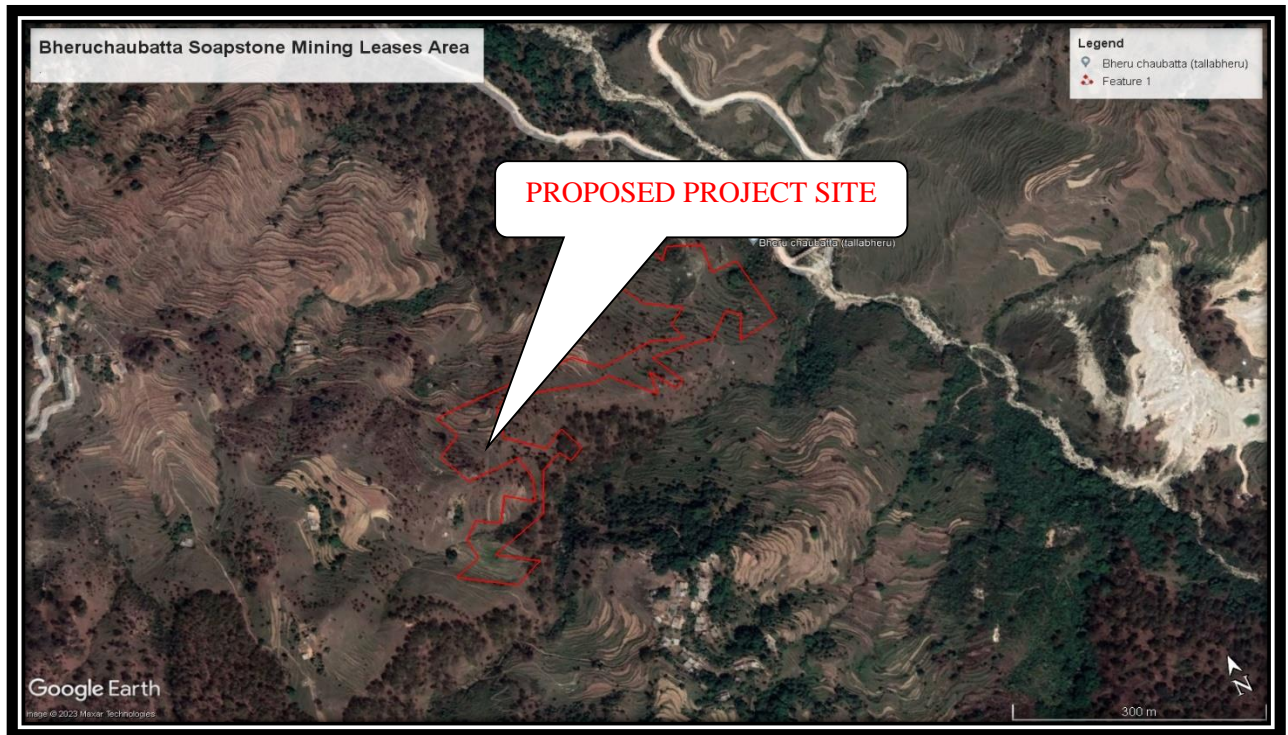 Bheruchaubatta Soapstone Mining Leases Area
Legend
Bheru chaubatta (tallabheru)
Feature 1
PROPOSED PROJECT SITE
Bheru chaubatta (tallabheru)
Google Earth
Image © 2023 Maxar Technologies
N
300 m